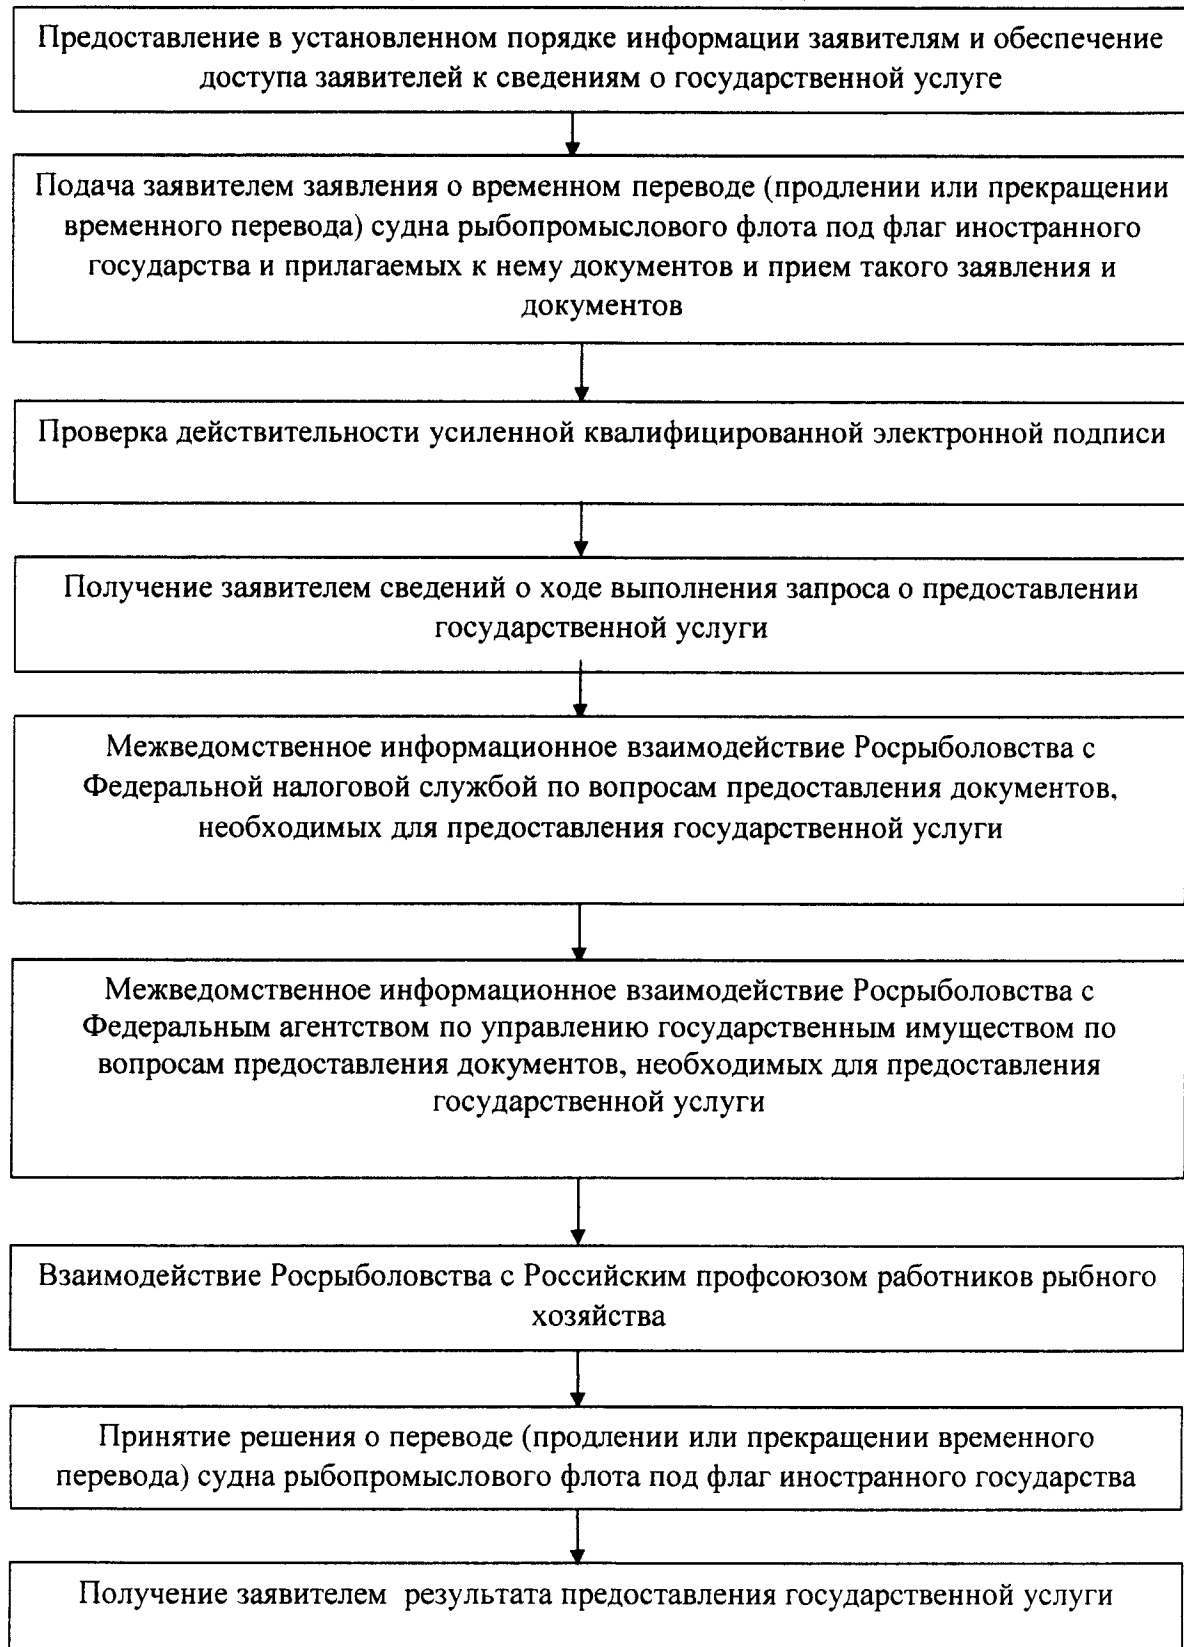 Предоставление в установленном порядке информации заявителям и обеспечение
доступа заявителей к сведениям о государственной услуге
Подача заявителем заявления о временном переводе (продлении или прекращении
временного перевода) судна рыбопромыслового флота под флаг иностранного
государства и прилагаемых к нему документов и прием такого заявления и
документов
Проверка действительности усиленной квалифицированной электронной подписи
Получение заявителем сведений о ходе выполнения запроса о предоставлении
государственной услуги
Межведомственное информационное взаимодействие Росрыболовства с
Федеральной налоговой службой по вопросам предоставления документов,
необходимых для предоставления государственной услуги
Межведомственное информационное взаимодействие Росрыболовства с
Федеральным агентством по управлению государственным имуществом по
вопросам предоставления документов, необходимых для предоставления
государственной услуги
Взаимодействие Росрыболовства с Российским профсоюзом работников рыбного
хозяйства
Принятие решения о переводе (продлении или прекращении временного
перевода) судна рыбопромыслового флота под флаг иностранного государства
Получение заявителем результата предоставления государственной услуги